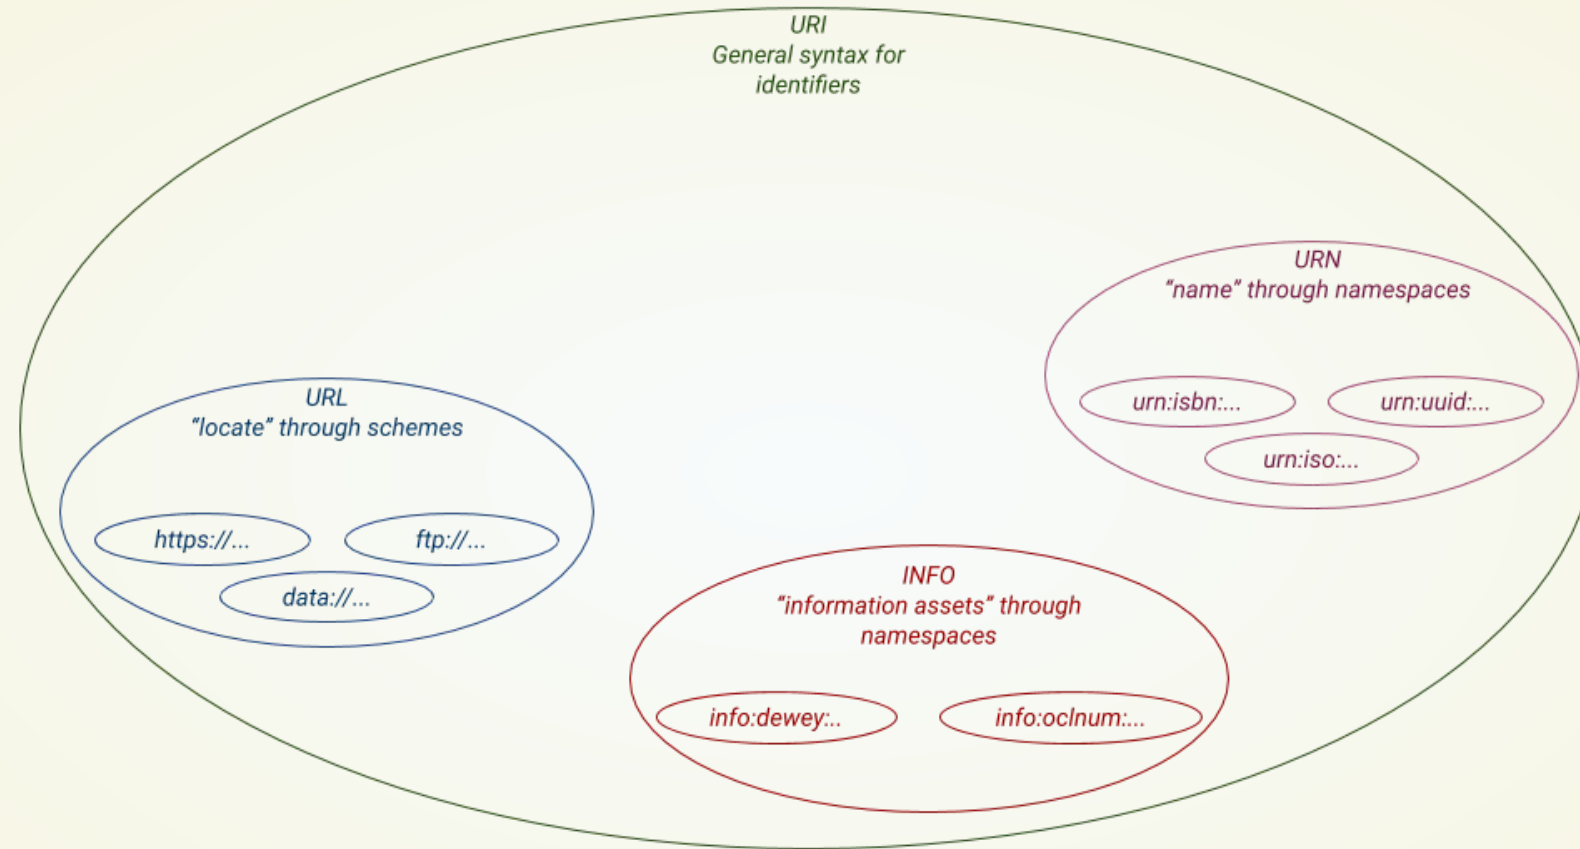 URI
General syntax for
identifiers
URN
“name” through namespaces
urn:isbn:...
urn:uuid:...
urn:iso:...
URL
“locate” through schemes
https://...
ftp://...
data://...
INFO
“information assets” through
namespaces
info:dewey:..
info:oclnum:...